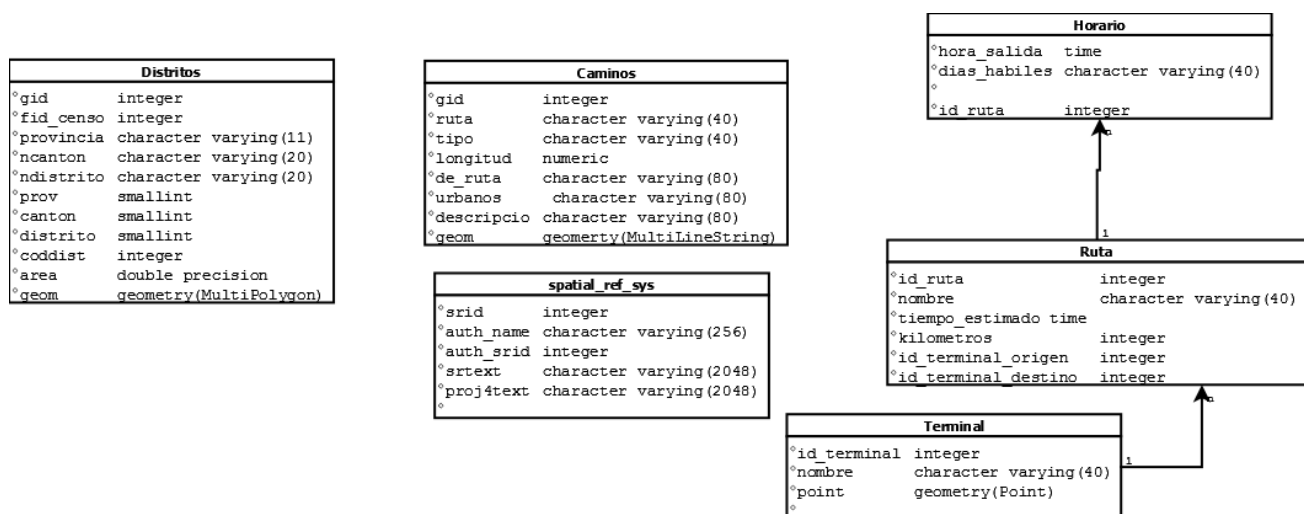 Distritos
gid integer
fid_censo integer
provincia character varying(11)
ncanton character varying(20)
ndistrito character varying(20)
prov smallint
canton smallint
distrito smallint
coddist integer
area double precision
geom geometry(MultiPolygon)
Caminos
gid integer
ruta character varying(40)
tipo character varying(40)
longitud numeric
de_ruta character varying(80)
urbanos character varying(80)
descripcio character varying(80)
geom geomerty(MultiLineString)
spatial_ref_sys
srid integer
auth_name character varying(256)
auth_srid integer
srtext character varying(2048)
proj4text character varying(2048)
Horario
hora_salida time
dias_habiles character varying(40)
id_ruta integer
n
1
Ruta
id_ruta integer
nombre character varying(40)
tiempo_estimado time
kilometros integer
id_terminal_origen integer
id_terminal_destino integer
n
1
Terminal
id_terminal integer
nombre character varying(40)
point geometry(Point)